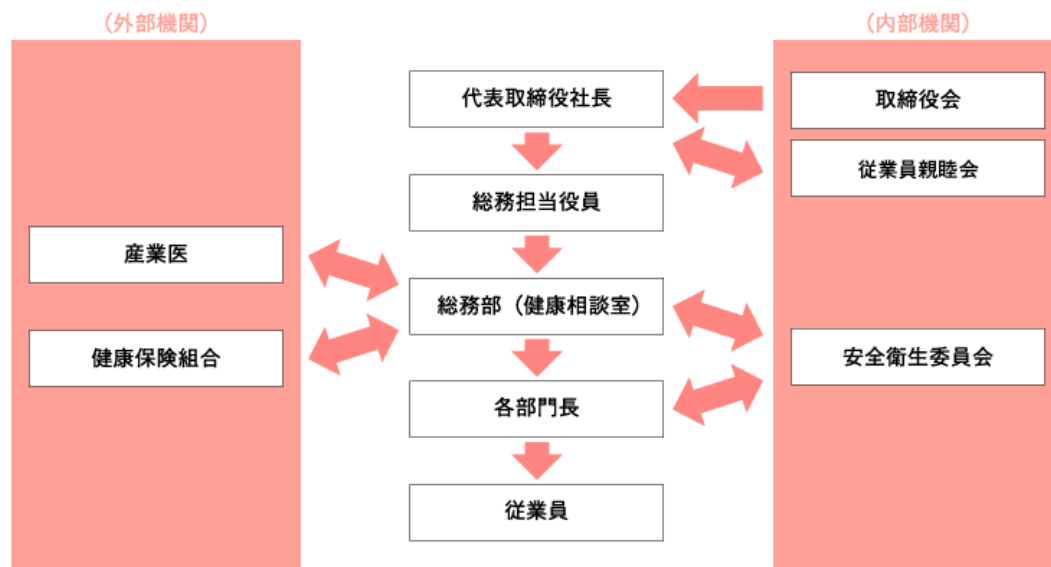 (外部機関)
(内部機関)
代表取締役社長
取締役会
従業員親睦会
総務担当役員
産業医
総務部（健康相談室）
健康保険組合
安全衛生委員会
各部門長
従業員